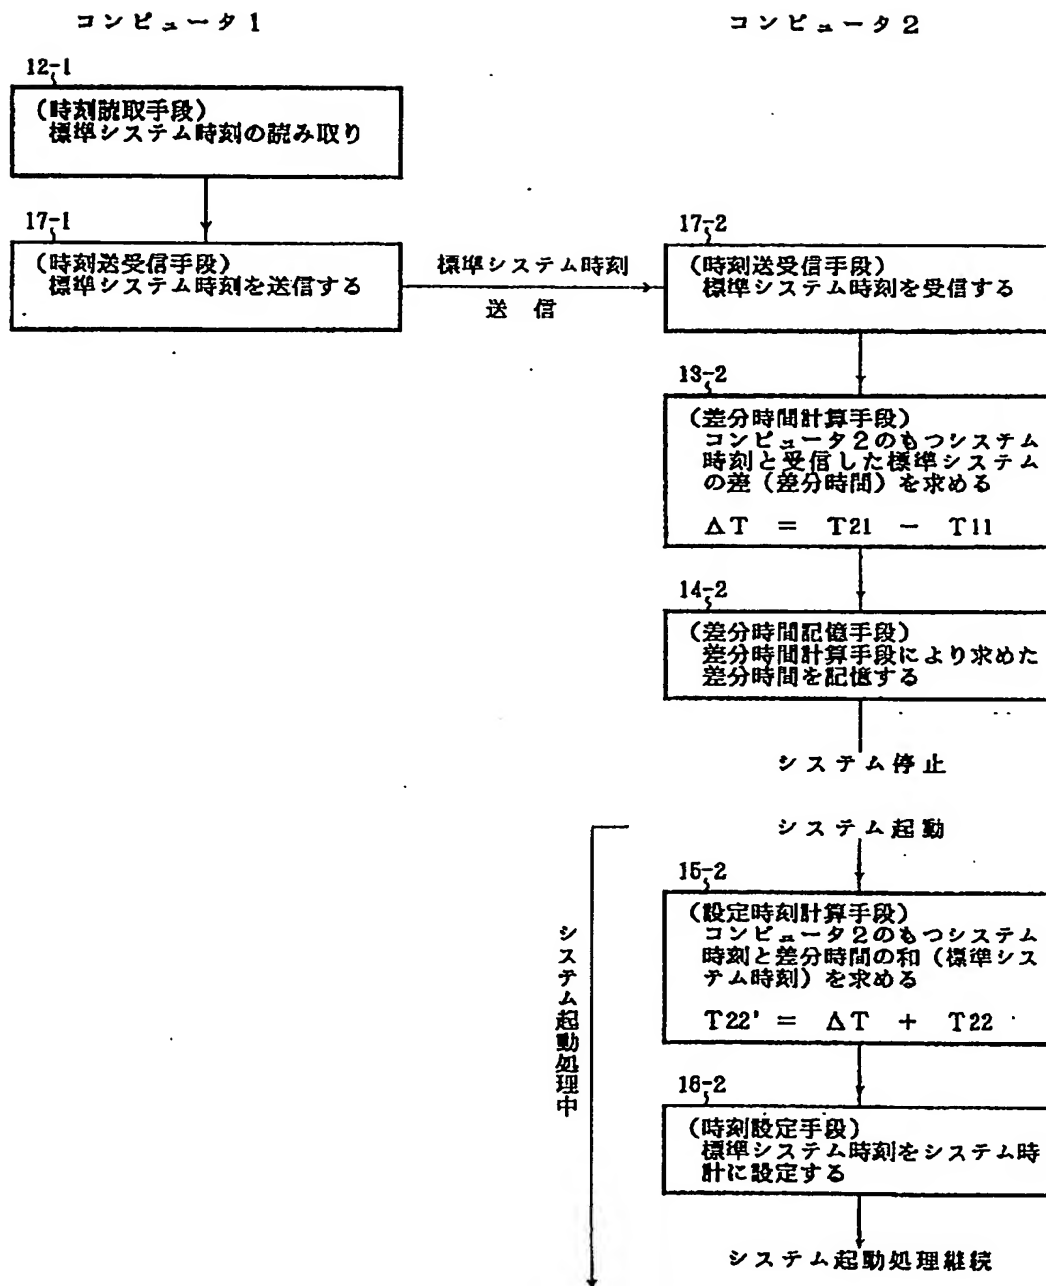 コンピュータ1
コンピュータ2
12-1
(時刻読取手段)
標準システム時刻の読み取り
17-1
(時刻送受信手段)
標準システム時刻を送信する
標準システム時刻
送 信
17-2
(時刻送受信手段)
標準システム時刻を受信する
13-2
(差分時間計算手段)
コンピュータ2のもつシステム
時刻と受信した標準システム
の差(差分時間)を求める
ΔT = T21 - T11
14-2
(差分時間記憶手段)
差分時間計算手段により求めた
差分時間を記憶する
システム停止
システム起動
システム起動処理中
15-2
(設定時刻計算手段)
コンピュータ2のもつシステム
時刻と差分時間の和(標準シス
テム時刻)を求める
T22' = ΔT + T22
16-2
(時刻設定手段)
標準システム時刻をシステム時
計に設定する
システム起動処理継続